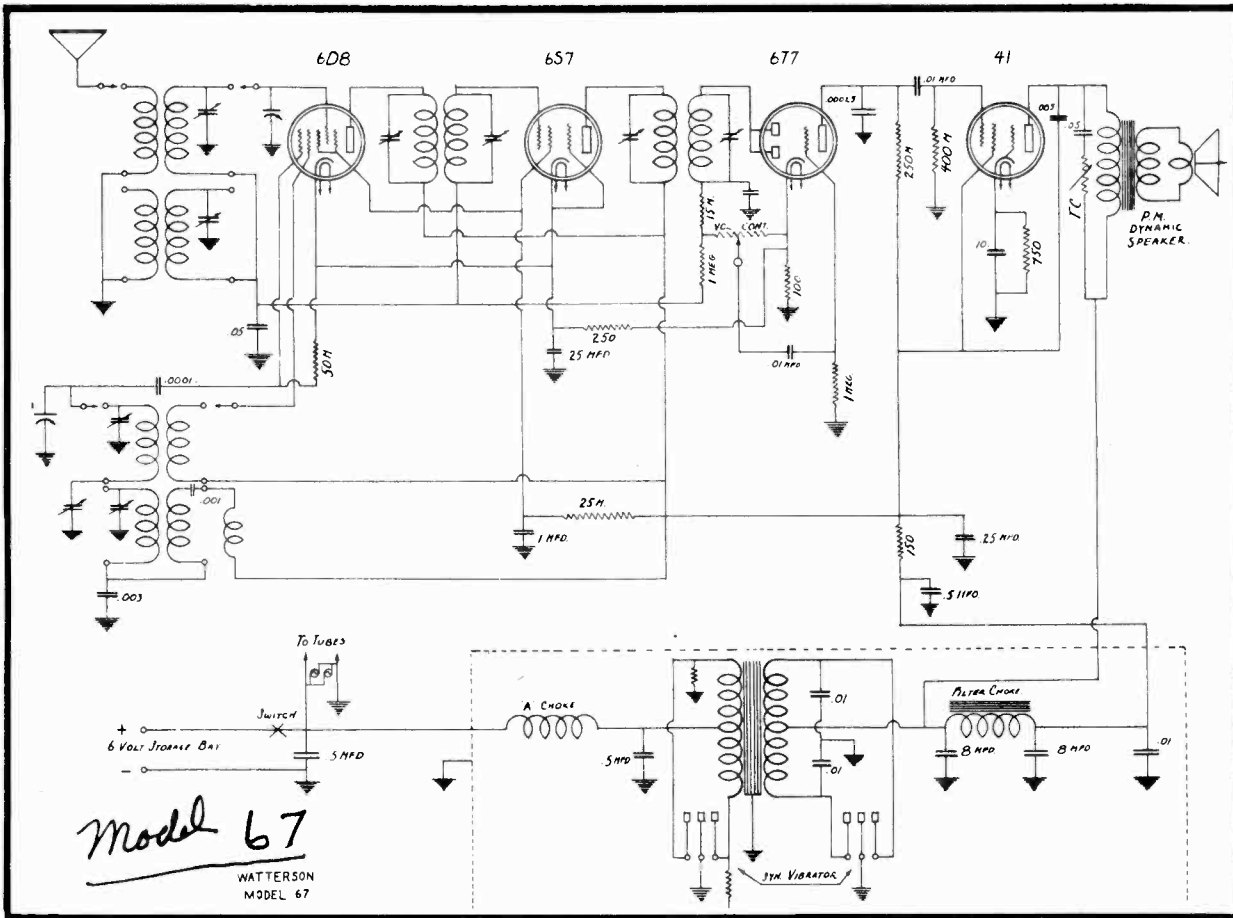 6D8
6S7
6T7
41
.01 MFD
.00025
250 M
400 M
.005
.05
TC
P.M.
DYNAMIC
SPEAKER.
15 M.
VOL. CONT.
1 MEG
100
10.
750
.05
50 M
250
25 MFD
.01 MFD
1 MEG
.0001
.001
25 M.
.1 MFD.
150
.25 MFD
.5 MFD
.003
TO TUBES
A CHOKE
.01
FILTER CHOKE
SWITCH
+
6 VOLT STORAGE BAT
-
.5 MFD
.5 MFD
.01
8 MFD
8 MFD
.01
Model 67
SYN. VIBRATOR
WATTERSON
MODEL 67